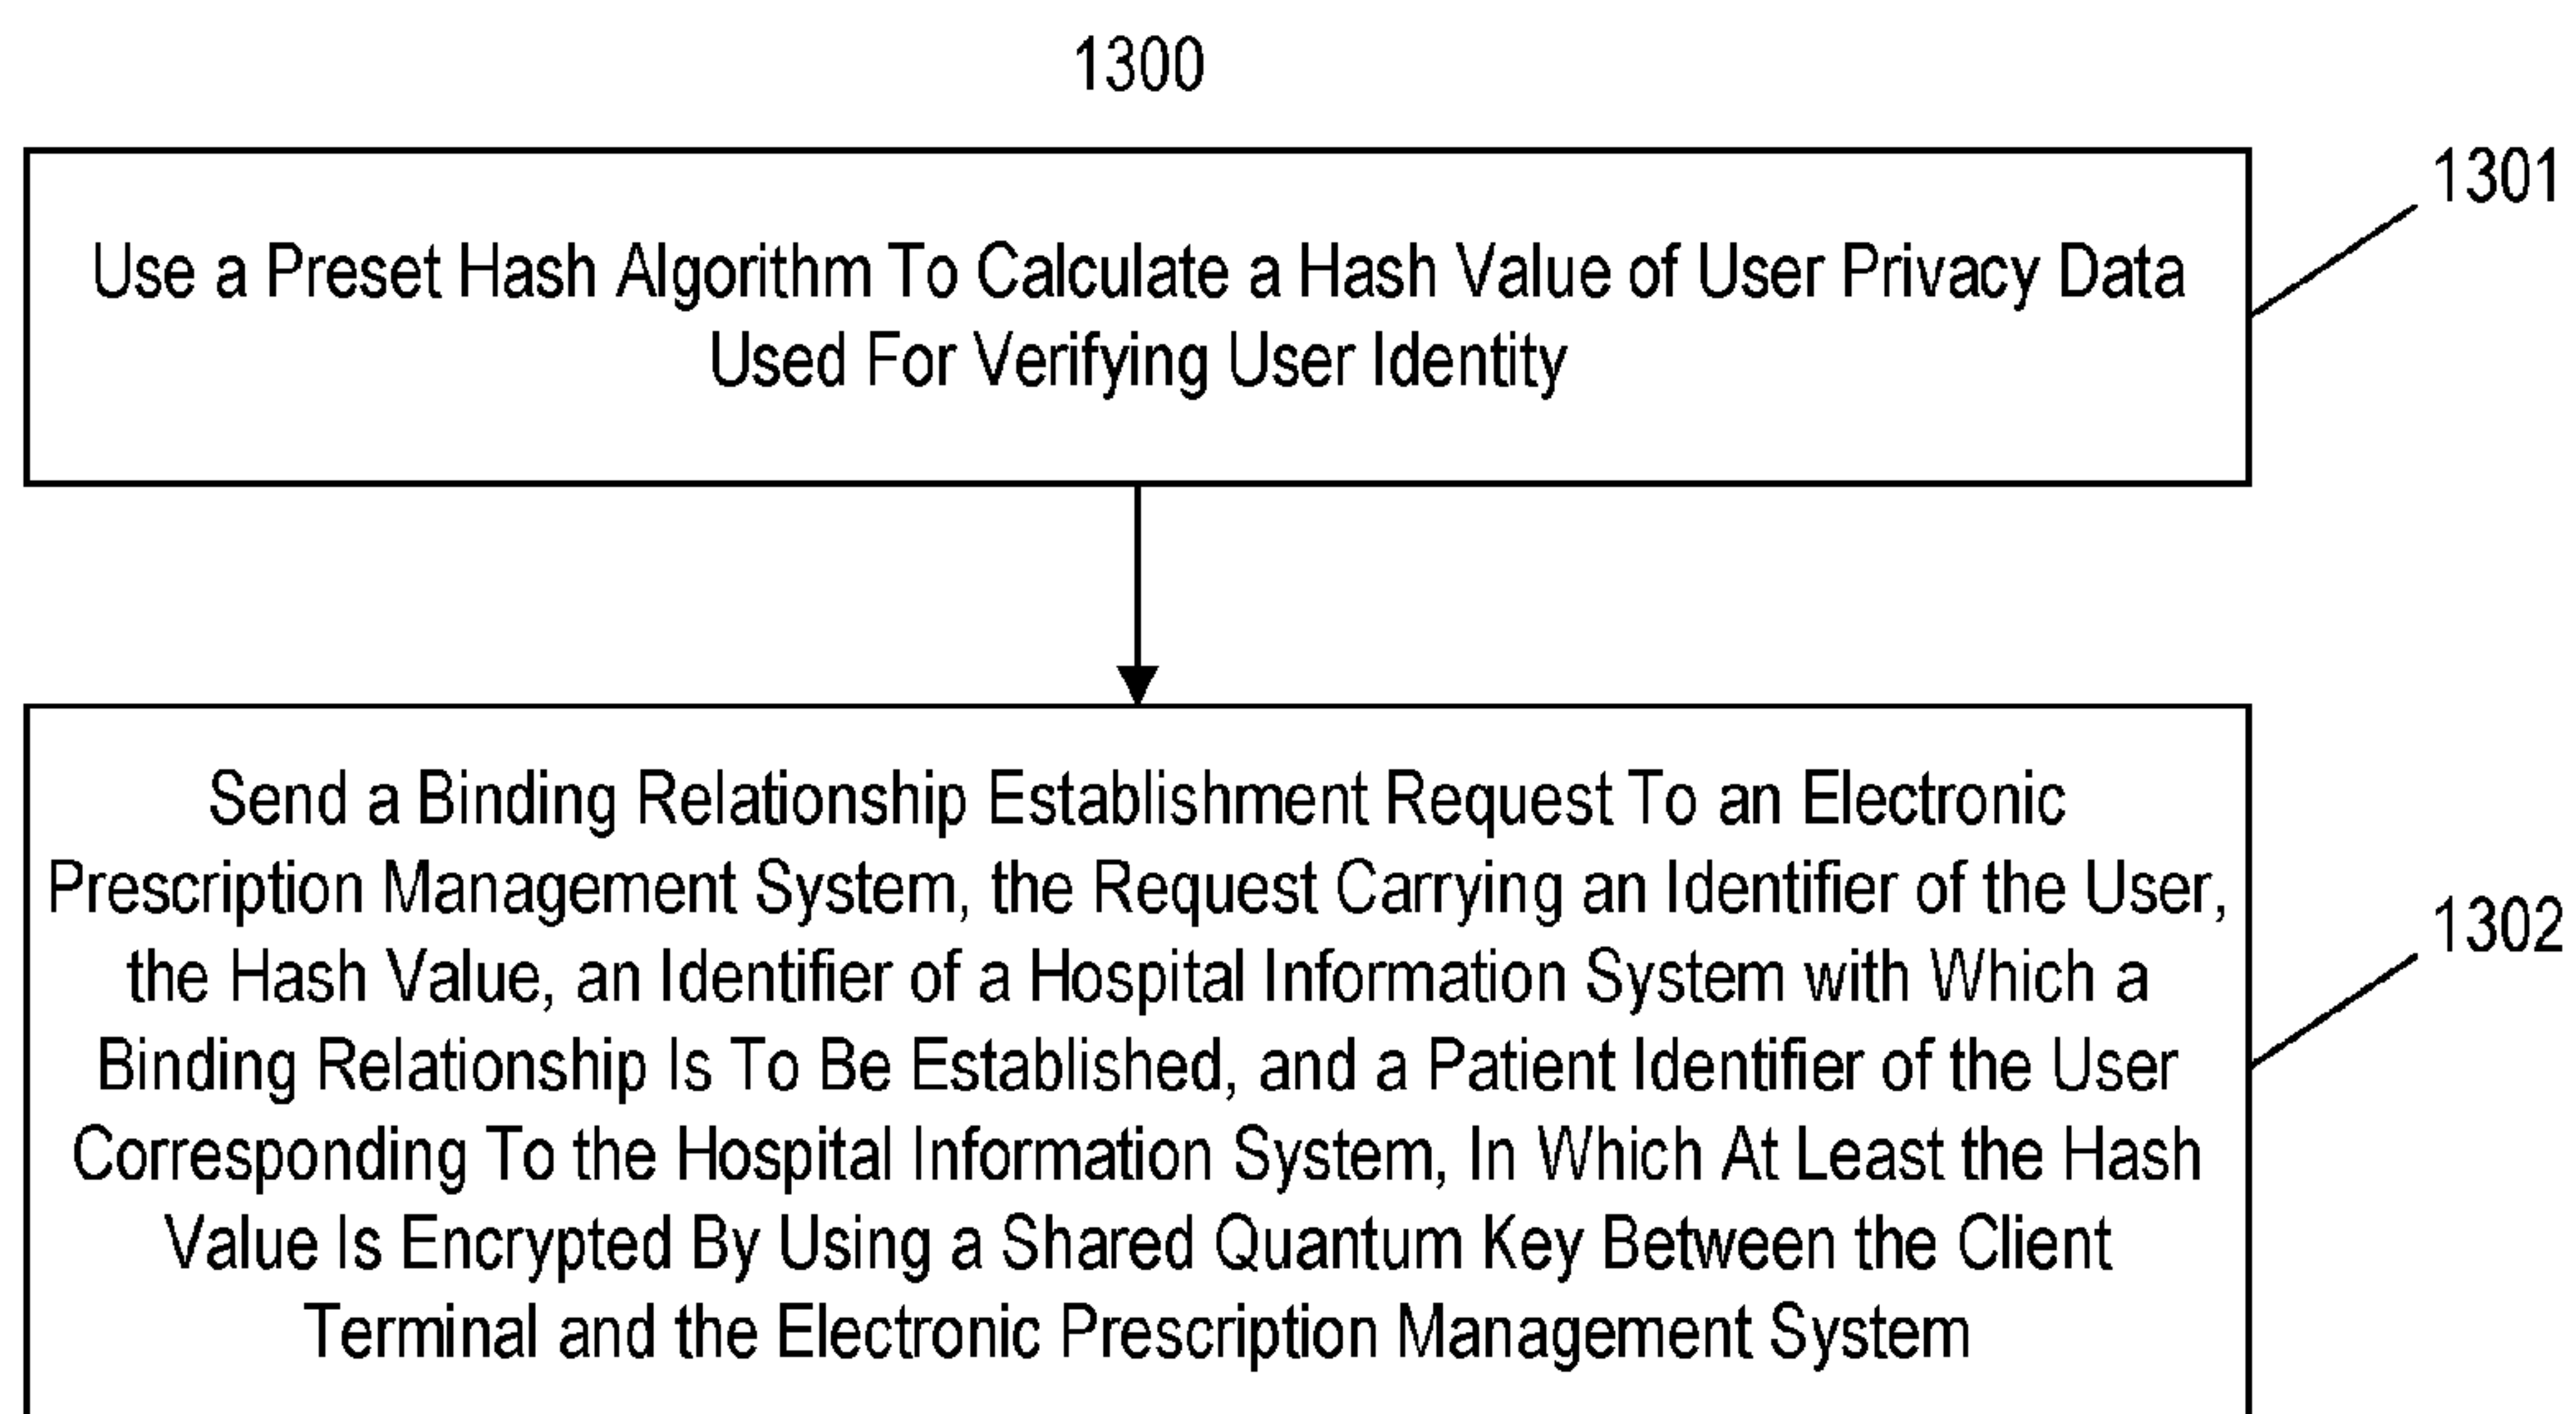 1300
1301
Use a Preset Hash Algorithm To Calculate a Hash Value of User Privacy Data
Used For Verifying User Identity
Send a Binding Relationship Establishment Request To an Electronic
Prescription Management System, the Request Carrying an Identifier of the User,
the Hash Value, an Identifier of a Hospital Information System with Which a
Binding Relationship Is To Be Established, and a Patient Identifier of the User
Corresponding To the Hospital Information System, In Which At Least the Hash
Value Is Encrypted By Using a Shared Quantum Key Between the Client
Terminal and the Electronic Prescription Management System
1302